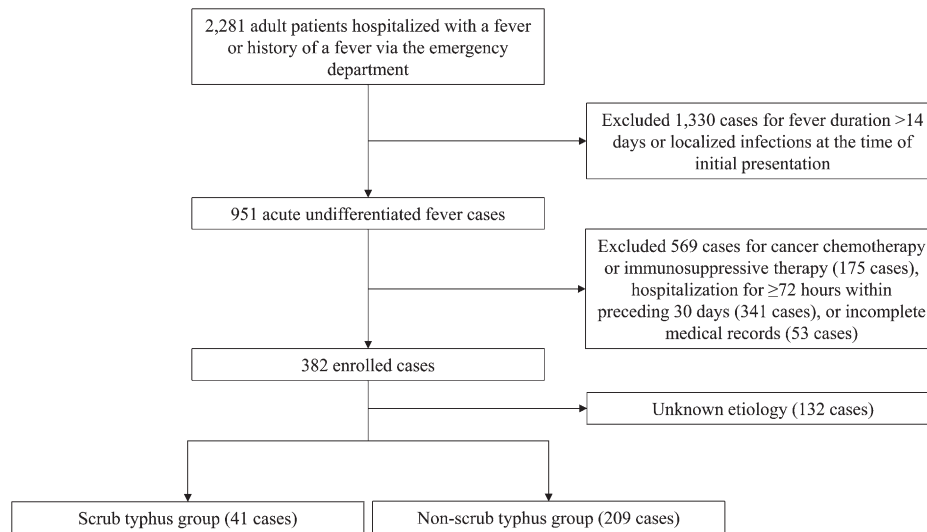 2,281 adult patients hospitalized with a fever
or history of a fever via the emergency
department
Excluded 1,330 cases for fever duration >14
days or localized infections at the time of
initial presentation
951 acute undifferentiated fever cases
Excluded 569 cases for cancer chemotherapy
or immunosuppressive therapy (175 cases),
hospitalization for ≥72 hours within
preceding 30 days (341 cases), or incomplete
medical records (53 cases)
382 enrolled cases
Unknown etiology (132 cases)
Scrub typhus group (41 cases)
Non-scrub typhus group (209 cases)